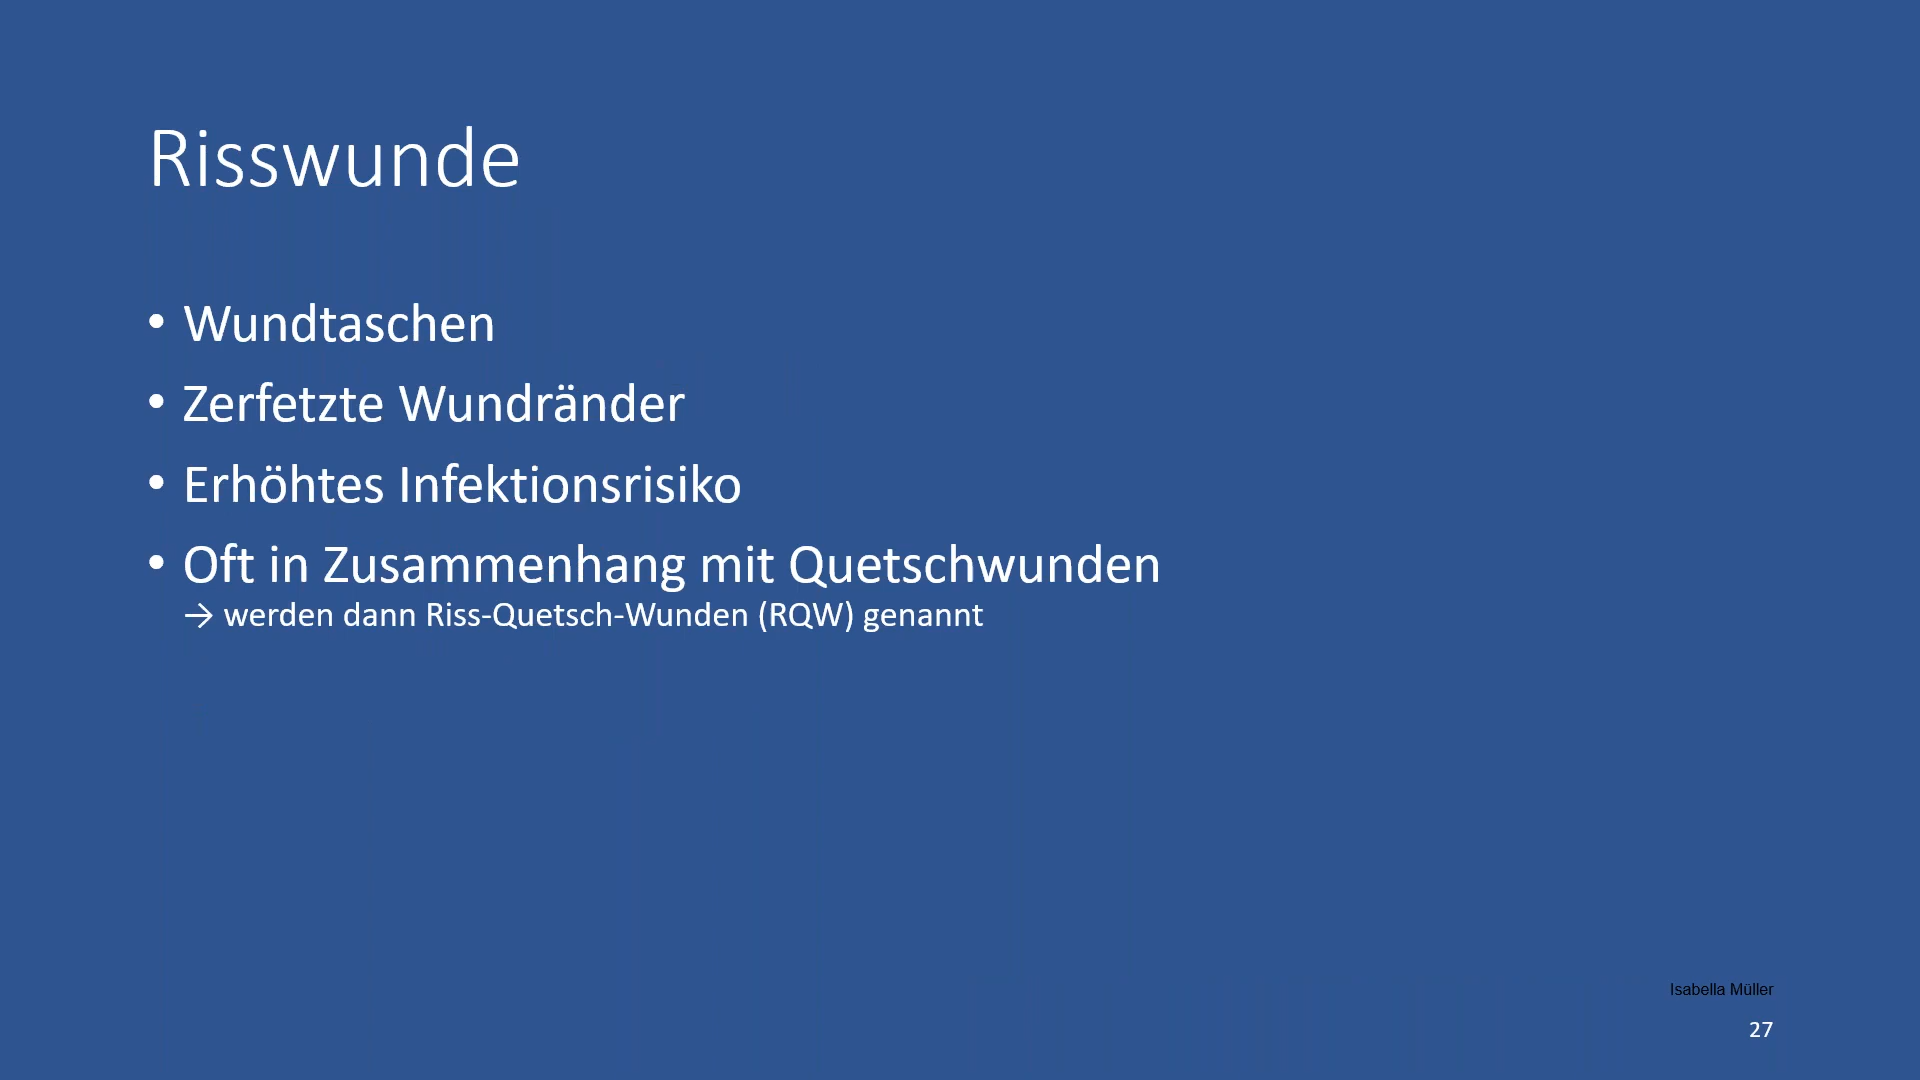 Risswunde
• Wundtaschen
• Zerfetzte Wundränder
• Erhöhtes Infektionsrisiko
• Oft in Zusammenhang mit Quetschwunden
→ werden dann Riss-Quetsch-Wunden (RQW) genannt
Isabella Müller
27